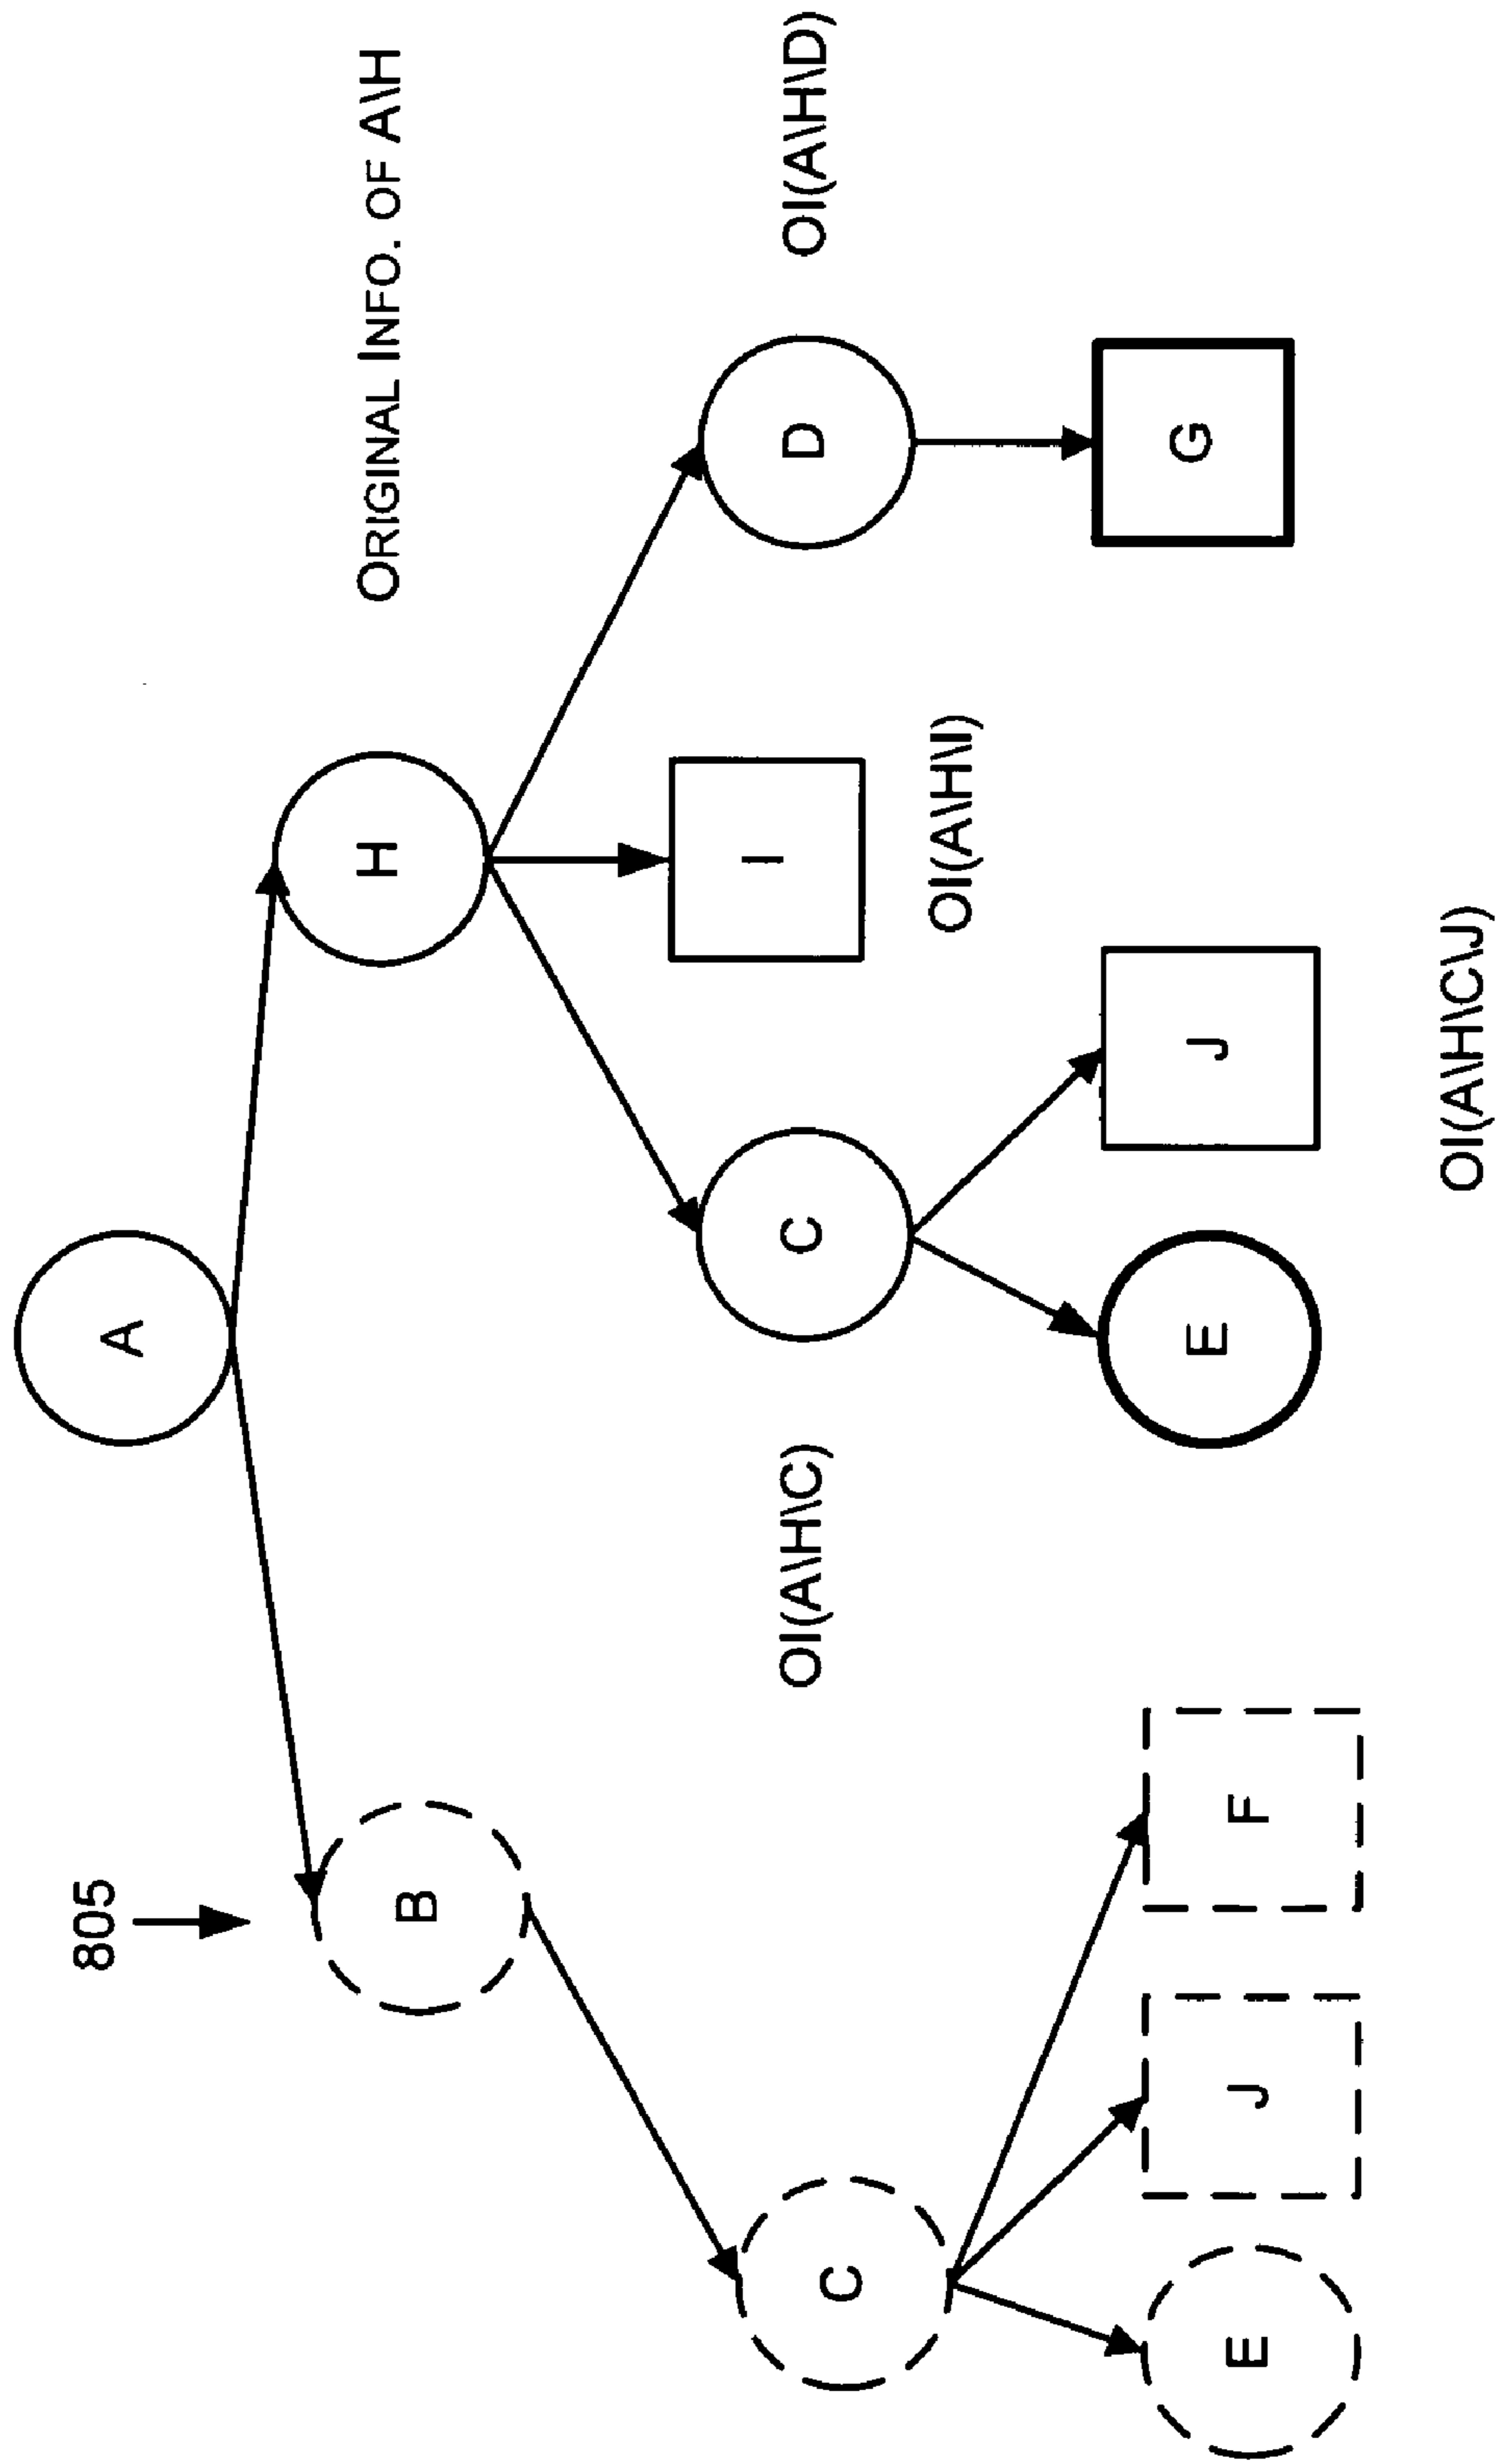 805
A
B
H
ORIGINAL INFO. OF A\H
C
OI(A\H\C)
C
I
D
OI(A\H\D)
OI(A\H\I)
E
J
F
E
J
G
OI(A\H\C\J)